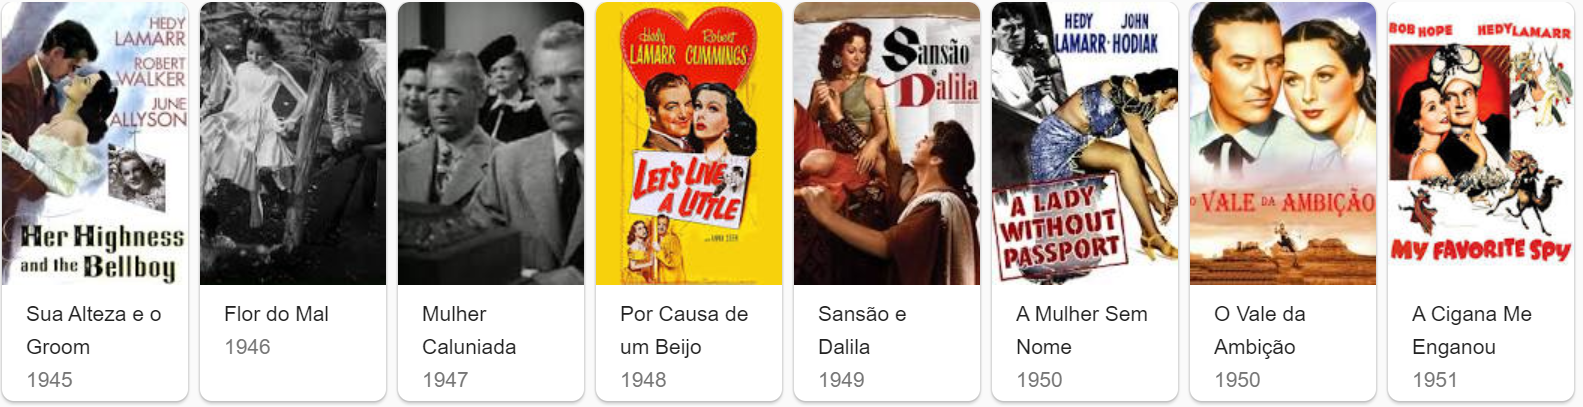 HEDY
LAMARR
ROBERT
WALKER
JUNE
ALLYSON
Her Highness
and the Bellboy
Sua Alteza e o
Groom
1945
Flor do Mal
1946
Mulher
Caluniada
1947
Hedy Robert
LAMARR CUMMINGS
LET'S LIVE
A LITTLE
ANNA STEN
Por Causa de
um Beijo
1948
Sansão
e
Dalila
Sansão e
Dalila
1949
HEDY JOHN
LAMARR · HODIAK
A LADY
WITHOUT
PASSPORT
A Mulher Sem
Nome
1950
O VALE DA AMBIÇÃO
O Vale da
Ambição
1950
BOB HOPE HEDY LAMARR
MY FAVORITE SPY
A Cigana Me
Enganou
1951